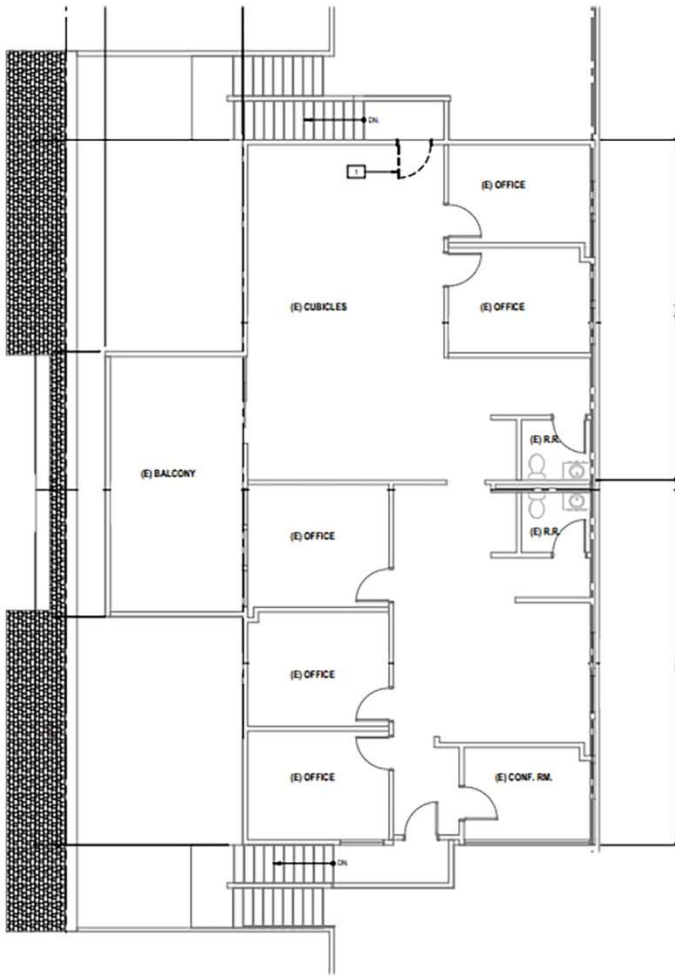 DN.
1
(E) OFFICE
(E) CUBICLES
(E) OFFICE
(E) R.R.
(E) BALCONY
(E) OFFICE
(E) R.R.
(E) OFFICE
(E) OFFICE
(E) CONF. RM.
DN.